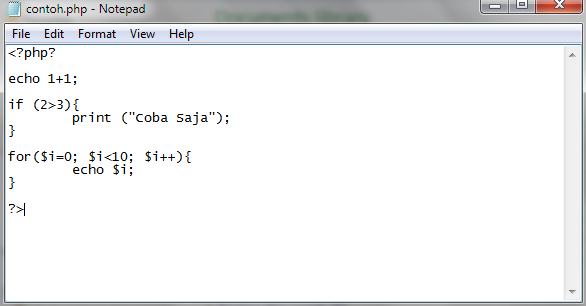 contoh.php - Notepad
File Edit Format View Help
<?php?
echo 1+1;
if (2>3){
print ("Coba Saja");
}
for($i=0; $i<10; $i++){
echo $i;
}
?>